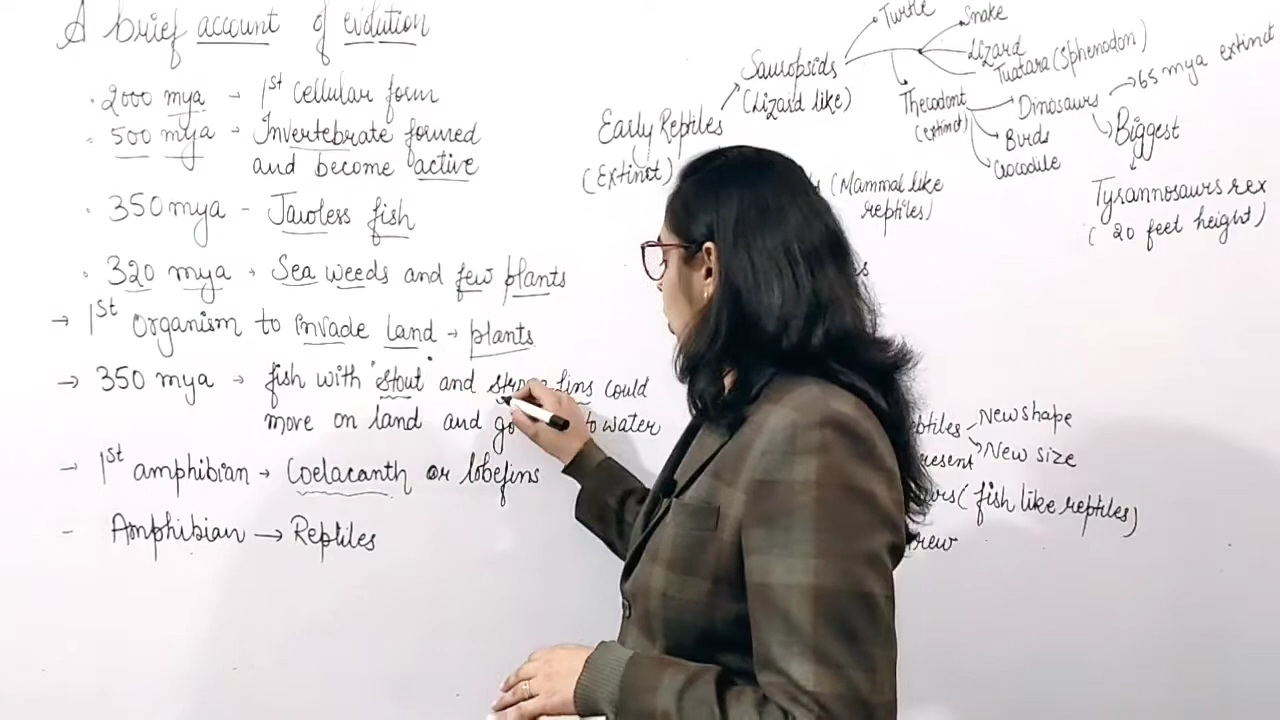 A brief account of evolution
· 2000 mya → 1st cellular form
· 500 mya → Invertebrate formed
and become active
· 350 mya - Jawless fish
· 320 mya → Sea weeds and few plants
→ 1st organism to invade land → plants
→ 350 mya → fish with "stout" and fins could
move on land and to water
→ 1st amphibian → Coelacanth or lobefins
- Amphibian → Reptiles
Early Reptiles
(Extinct)
Sauropsids
(Lizard like)
Turtle
Snake
Lizard
Tuatara (Sphenodon)
Thecodont
(extinct)
Dinosaurs
Birds
Crocodile
65 mya extinct
Biggest
Tyrannosaurs rex
( 20 feet height)
(Mammal like
reptiles)
New shape
New size
(fish like reptiles)